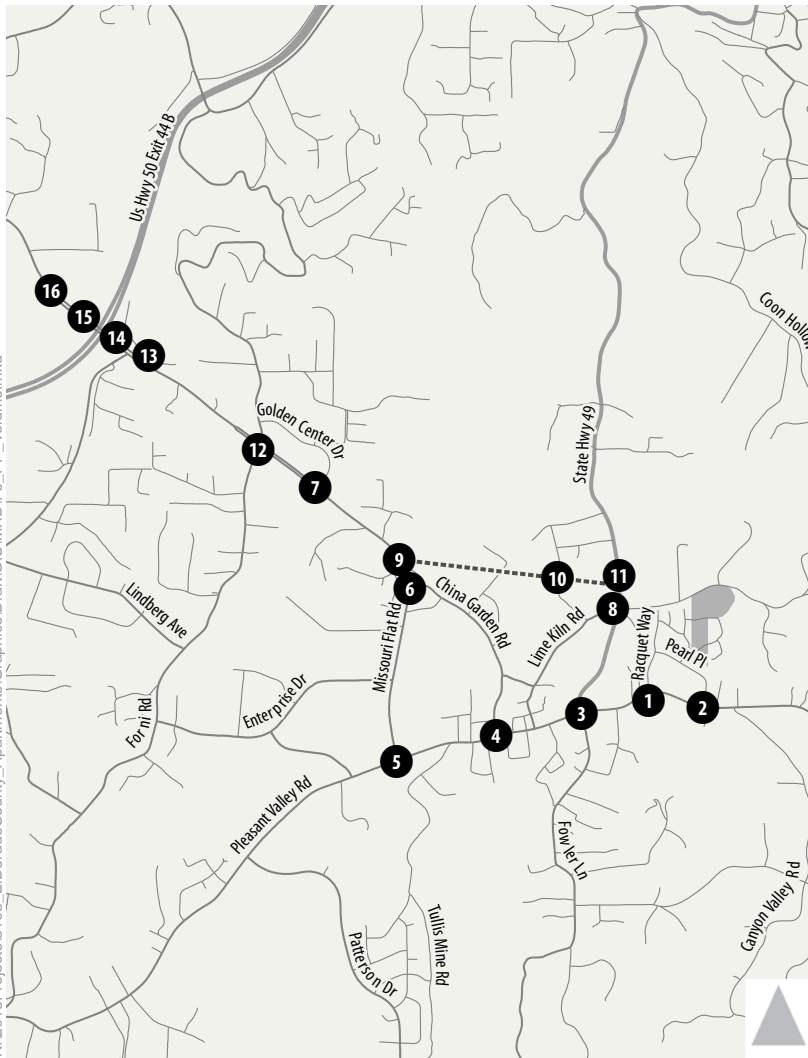 Us Hwy 50 Exit 44 B
16
15
14
13
Coon Hollow
State Hwy 49
Golden Center Dr
12
7
9
10
11
6
8
China Garden Rd
Lime Kiln Rd
Racquet Way
Pearl Pl
Lindberg Ave
Missouri Flat Rd
Forni Rd
Enterprise Dr
1
2
3
4
5
Pleasant Valley Rd
Fowler Ln
Canyon Valley Rd
Tullis Mine Rd
Patterson Dr